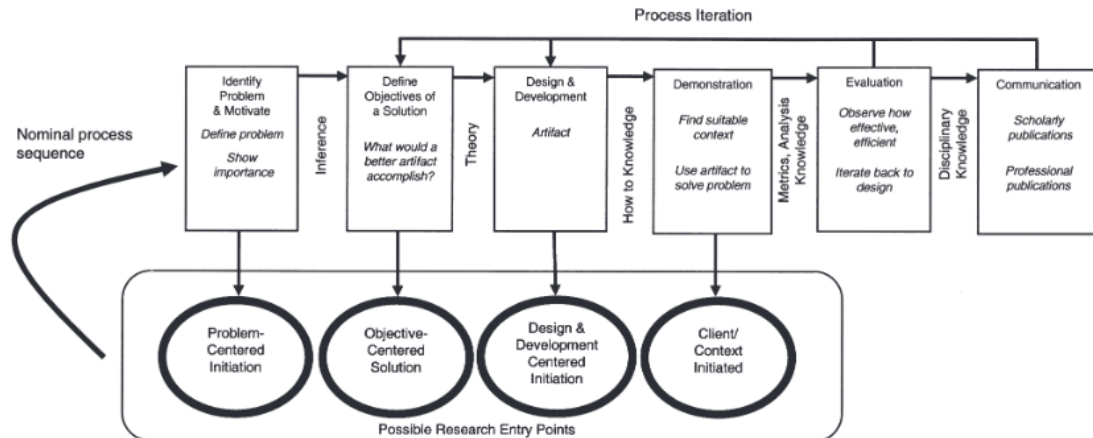 Process Iteration
Nominal process
sequence
Identify
Problem
& Motivate
Define problem
Show
importance
Inference
Define
Objectives of
a Solution
What would a
better artifact
accomplish?
Theory
Design &
Development
Artifact
How to Knowledge
Demonstration
Find suitable
context
Use artifact to
solve problem
Metrics, Analysis
Knowledge
Evaluation
Observe how
effective,
efficient
Iterate back to
design
Disciplinary
Knowledge
Communication
Scholarly
publications
Professional
publications
Problem-
Centered
Initiation
Objective-
Centered
Solution
Design &
Development
Centered
Initiation
Client/
Context
Initiated
Possible Research Entry Points